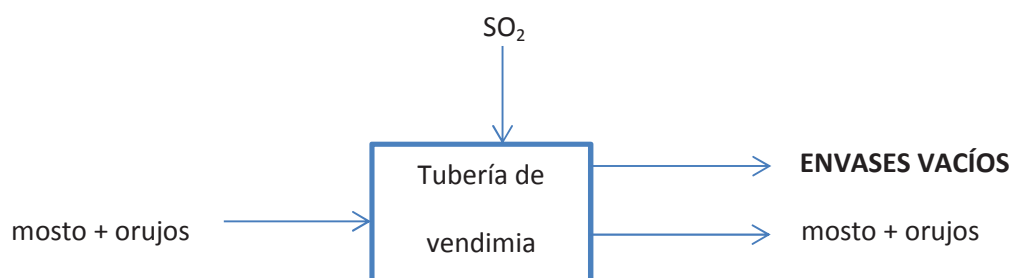 SO₂
Tubería de
vendimia
mosto + orujos
ENVASES VACÍOS
mosto + orujos